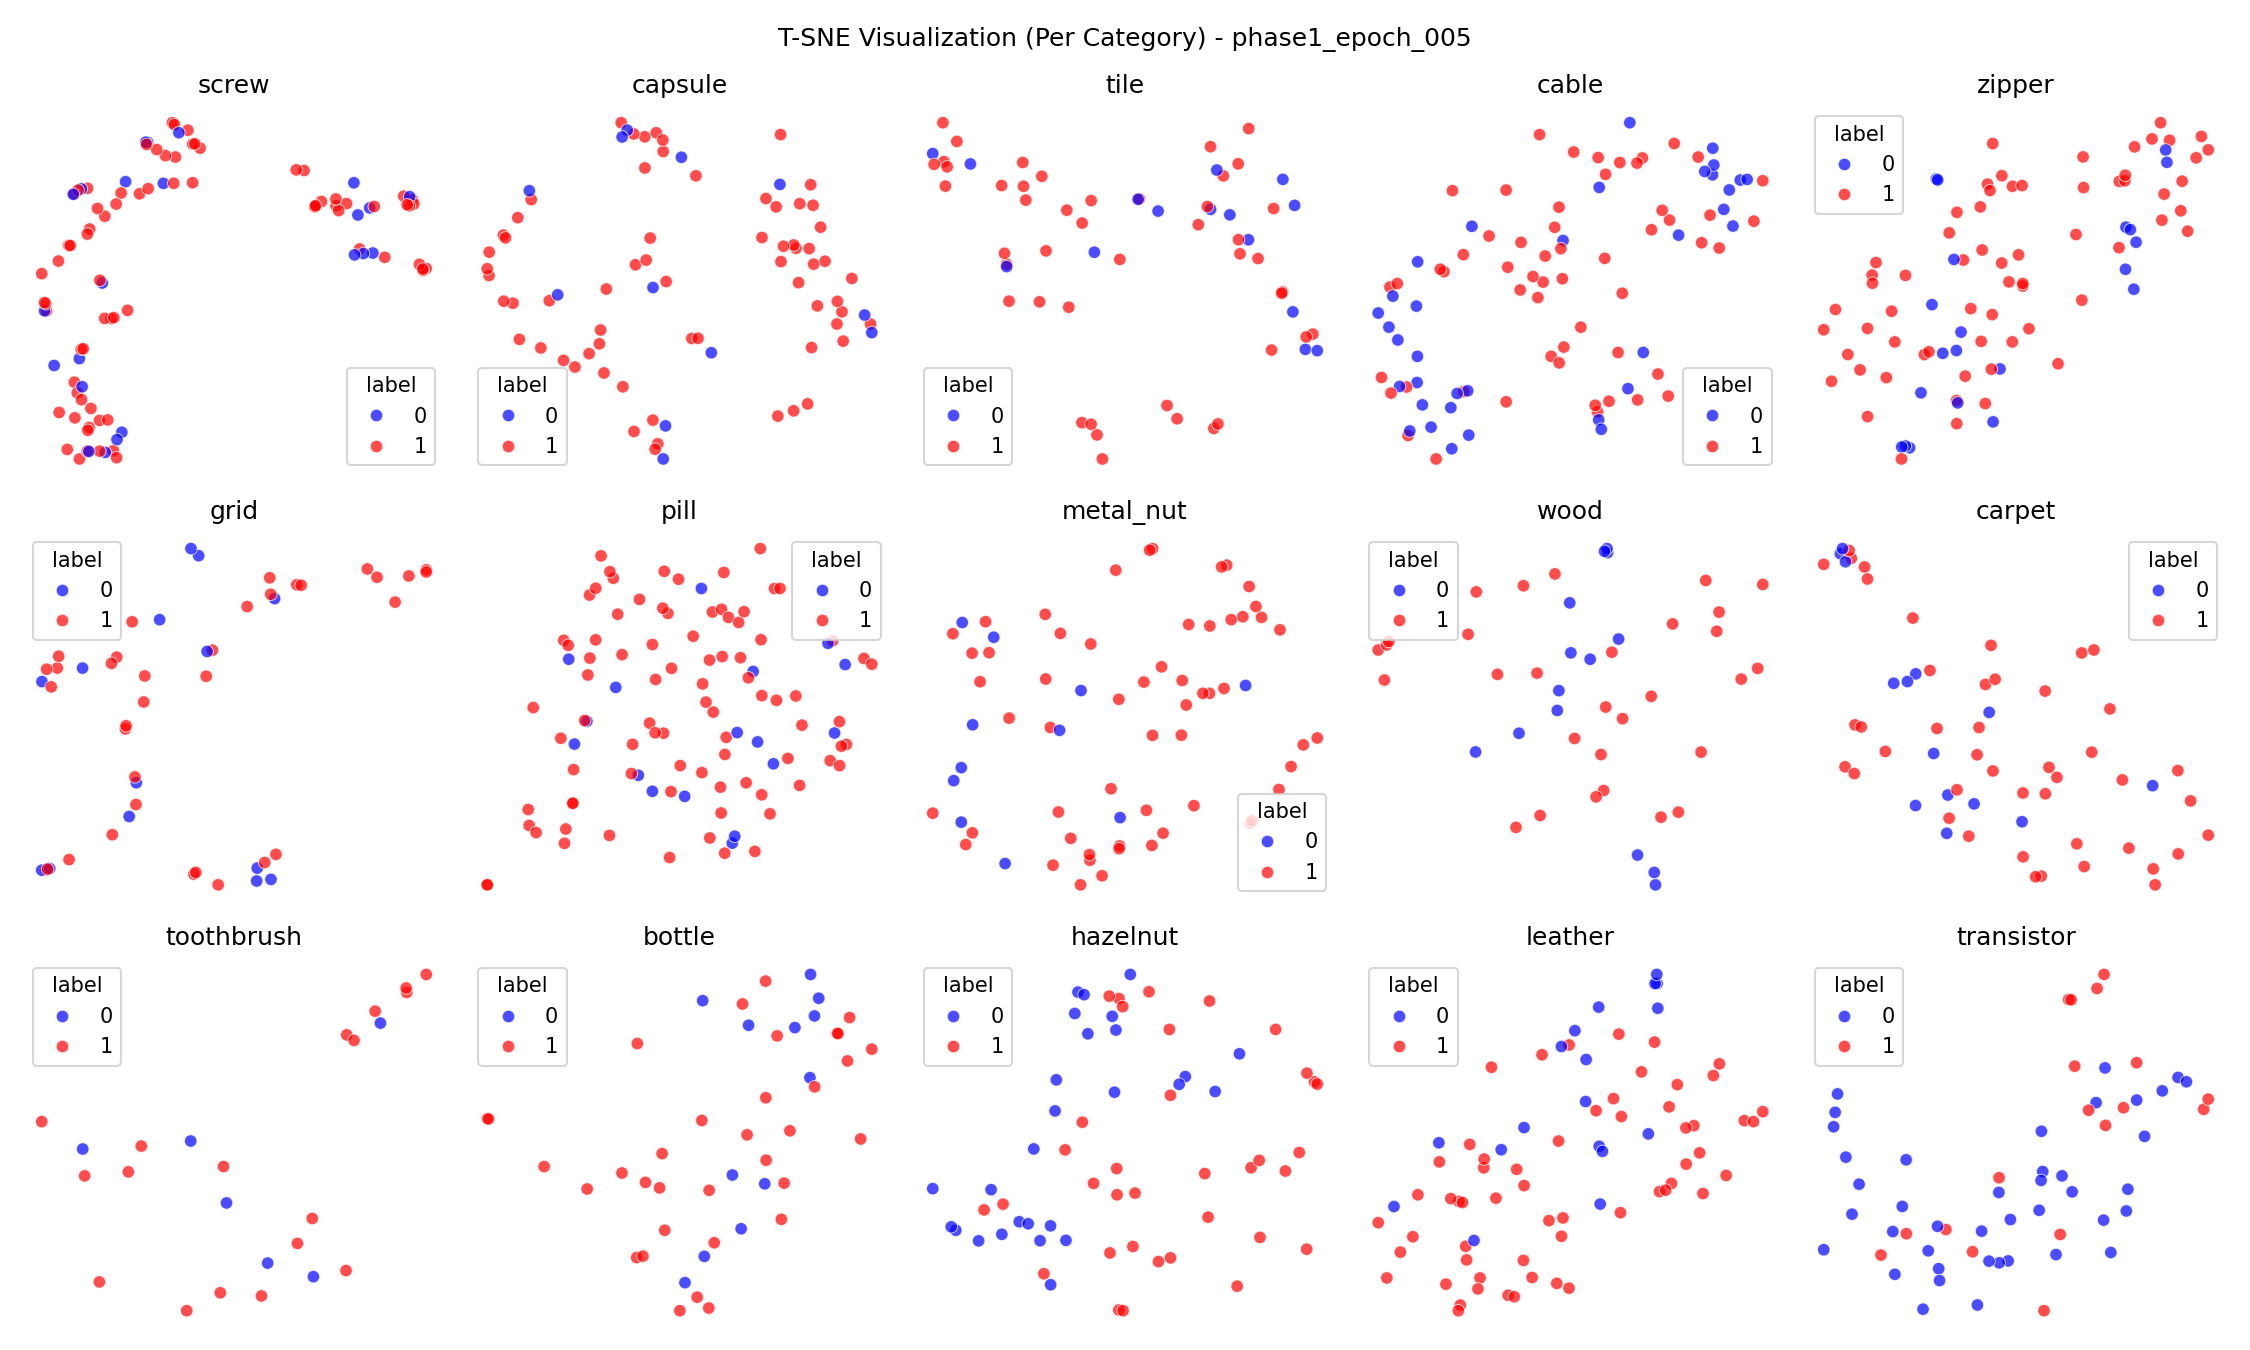 T-SNE Visualization (Per Category) - phase1_epoch_005
screw
label
0
1
capsule
label
0
1
tile
label
0
1
cable
label
0
1
zipper
label
0
1
grid
label
0
1
pill
label
0
1
metal_nut
label
0
1
wood
label
0
1
carpet
label
0
1
toothbrush
label
0
1
bottle
label
0
1
hazelnut
label
0
1
leather
label
0
1
transistor
label
0
1